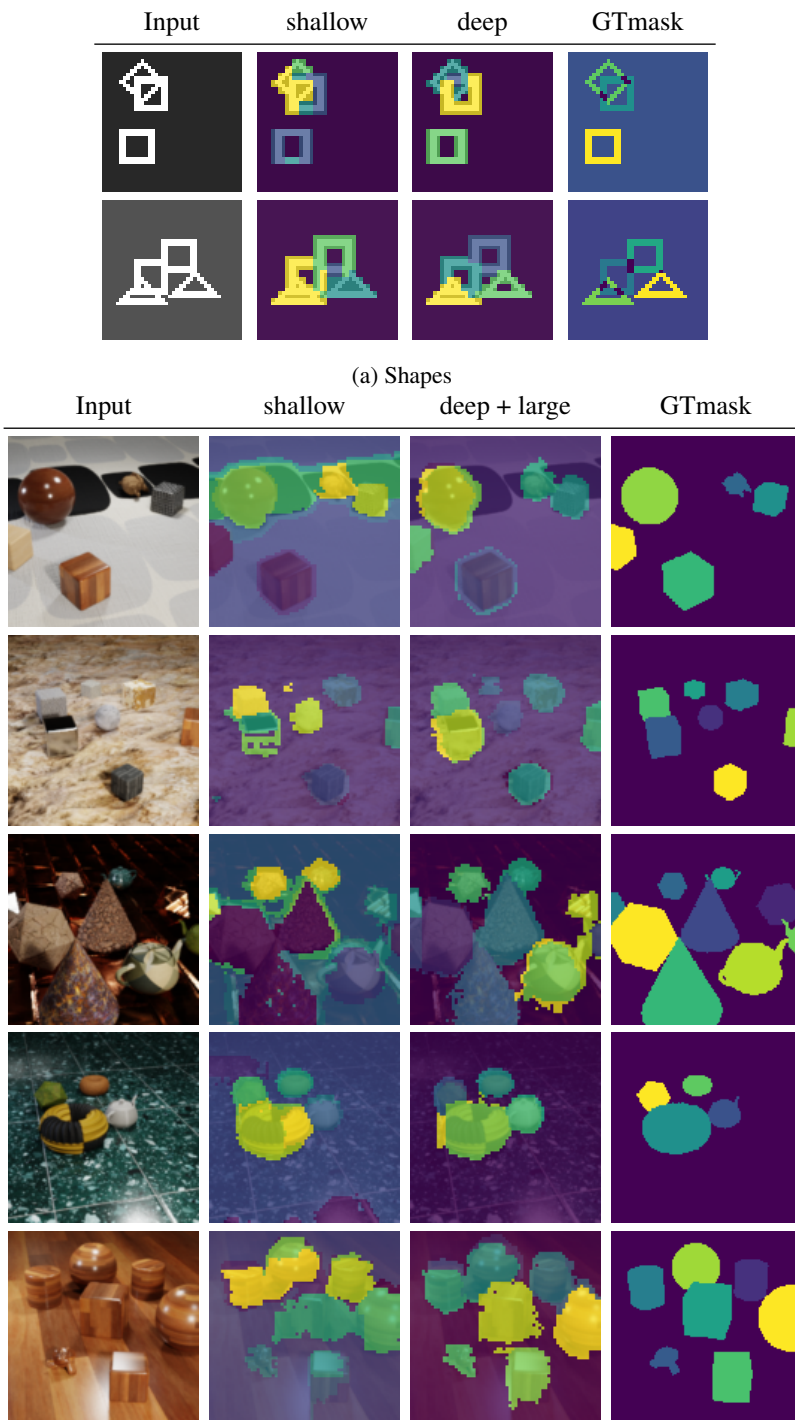 Input shallow deep GTmask
(a) Shapes
Input shallow deep + large GTmask